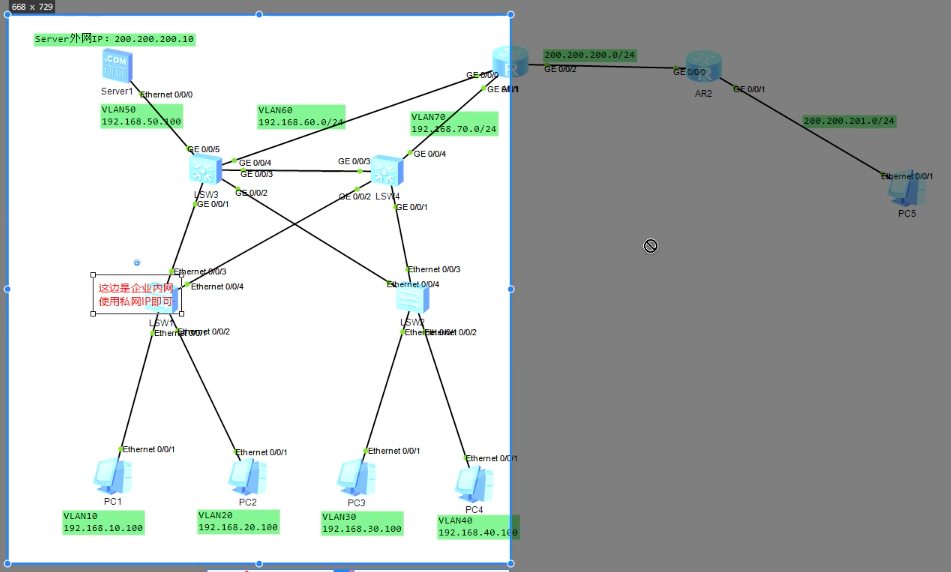 668 x 729
Server外网IP: 200.200.200.10
.COM
Server1
Ethernet 0/0/0
VLAN50
192.168.50.100
VLAN60
192.168.60.0/24
GE 0/0/0
GE 0/0/1
VLAN70
192.168.70.0/24
200.200.200.0/24
GE 0/0/2
GE 0/0/0
AR2
GE 0/0/1
200.200.201.0/24
Ethernet 0/0/1
PC5
GE 0/0/5
GE 0/0/4
GE 0/0/3
GE 0/0/3
GE 0/0/4
LSW3
GE 0/0/2
GE 0/0/1
GE 0/0/2
LSW4
GE 0/0/1
Ethernet 0/0/3
Ethernet 0/0/4
这边是企业内网
使用私网IP即可
LSW1
Ethernet 0/0/1
Ethernet 0/0/2
Ethernet 0/0/3
Ethernet 0/0/4
LSW2
Ethernet 0/0/1
Ethernet 0/0/2
Ethernet 0/0/1
PC1
VLAN10
192.168.10.100
Ethernet 0/0/1
PC2
VLAN20
192.168.20.100
Ethernet 0/0/1
PC3
VLAN30
192.168.30.100
Ethernet 0/0/1
PC4
VLAN40
192.168.40.100